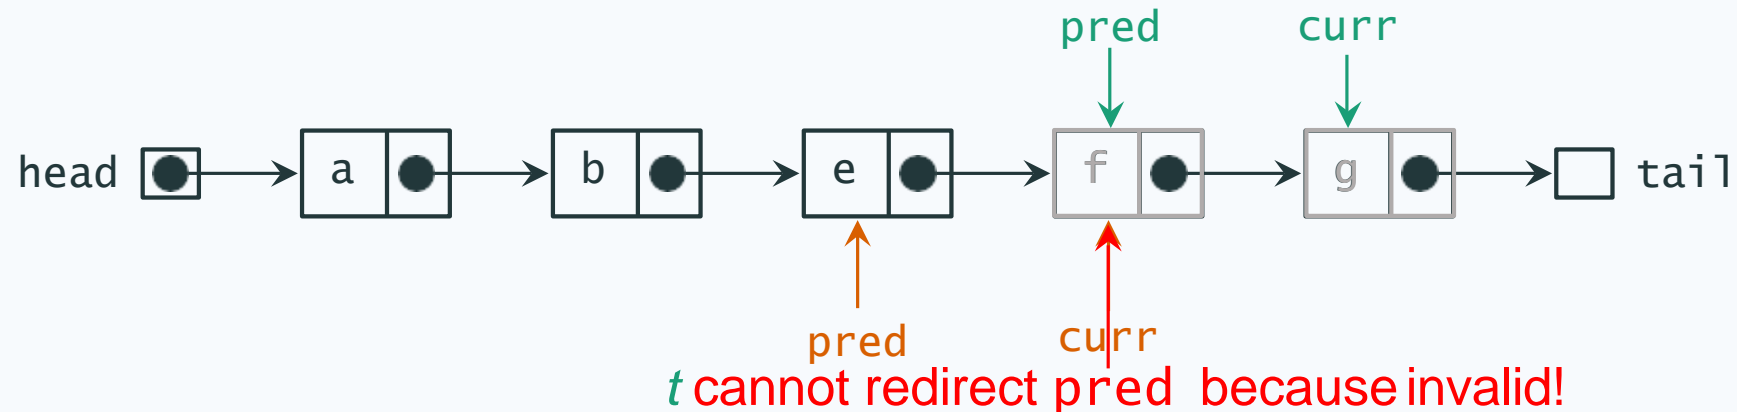 pred curr
head a b e f g tail
pred curr
t cannot redirect pred because invalid!